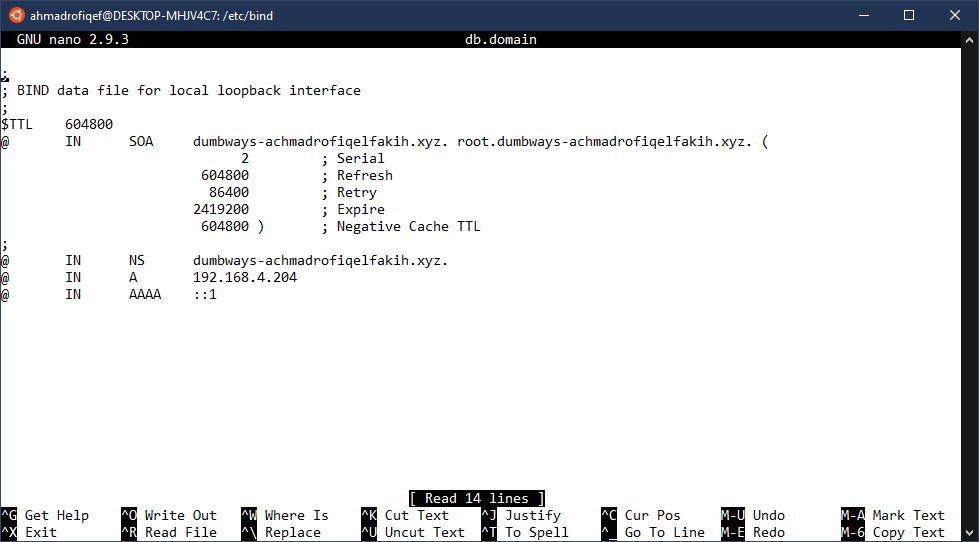 ahmadrofiqef@DESKTOP-MHJV4C7: /etc/bind
GNU nano 2.9.3 db.domain
;
; BIND data file for local loopback interface
;
$TTL 604800
@ IN SOA dumbways-achmadrofiqelfakih.xyz. root.dumbways-achmadrofiqelfakih.xyz. (
2 ; Serial
604800 ; Refresh
86400 ; Retry
2419200 ; Expire
604800 ) ; Negative Cache TTL
;
@ IN NS dumbways-achmadrofiqelfakih.xyz.
@ IN A 192.168.4.204
@ IN AAAA ::1
[ Read 14 lines ]
^G Get Help ^O Write Out ^W Where Is ^K Cut Text ^J Justify ^C Cur Pos M-U Undo M-A Mark Text
^X Exit ^R Read File ^\ Replace ^U Uncut Text ^T To Spell ^_ Go To Line M-E Redo M-6 Copy Text